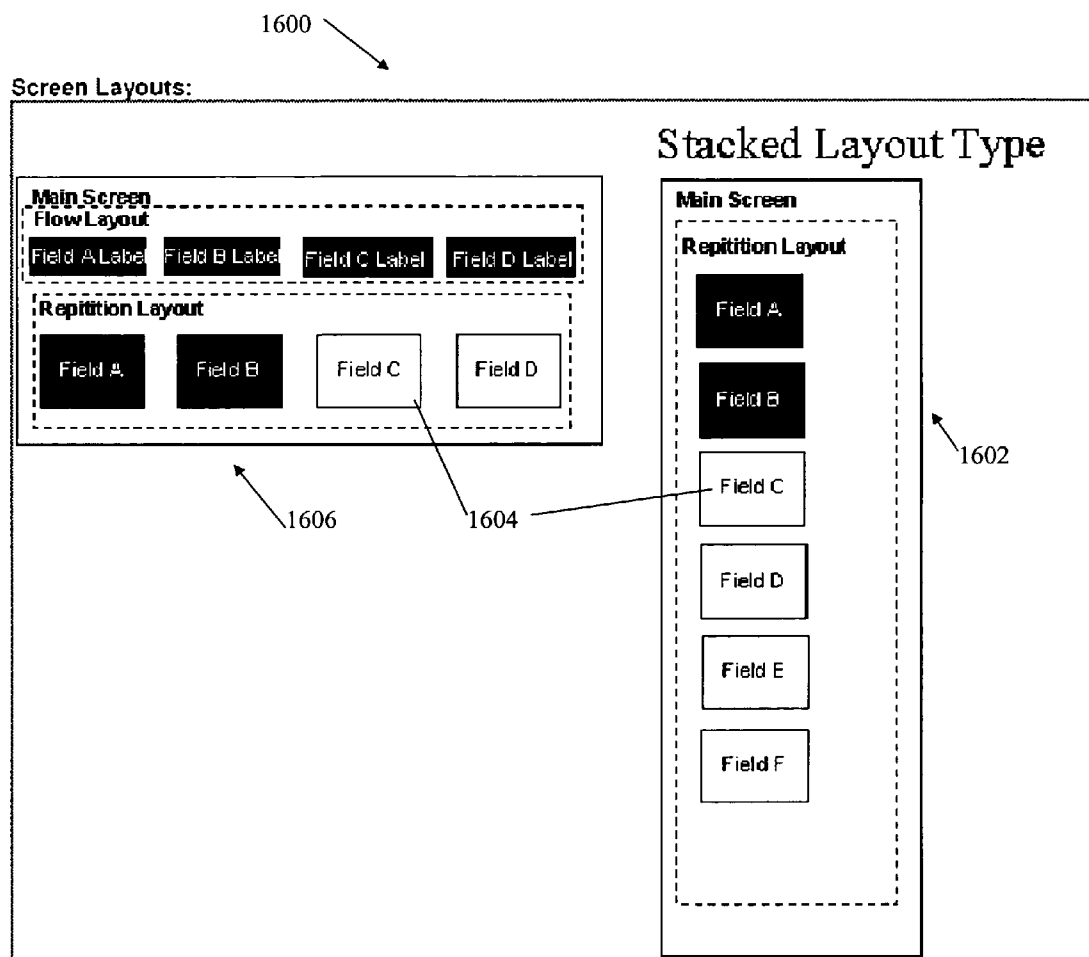 1600
Screen Layouts:
Stacked Layout Type
Main Screen
Flow Layout
Field A Label Field B Label Field C Label Field D Label
Repitition Layout
Field A Field B Field C Field D
1606
1604
Main Screen
Repitition Layout
Field A
Field B
Field C
Field D
Field E
Field F
1602